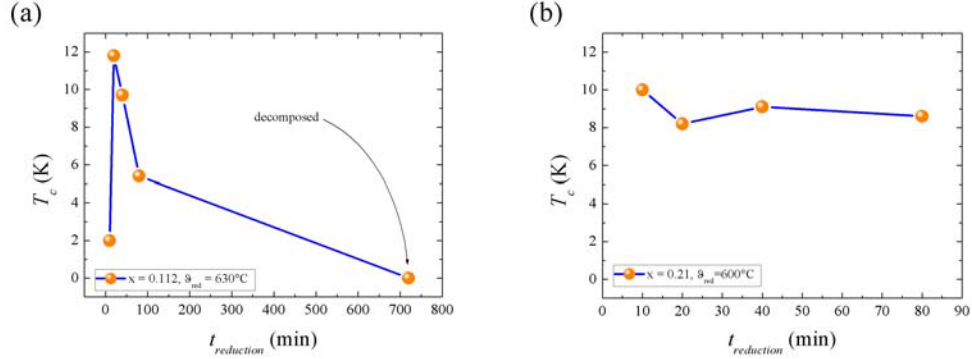 (a)
12
10
8
6
4
2
0
T_c (K)
decomposed
x = 0.112, ϑ_red = 630°C
0 100 200 300 400 500 600 700 800
t_reduction (min)
(b)
12
10
8
6
4
2
0
T_c (K)
x = 0.21, ϑ_red =600°C
0 10 20 30 40 50 60 70 80 90
t_reduction (min)